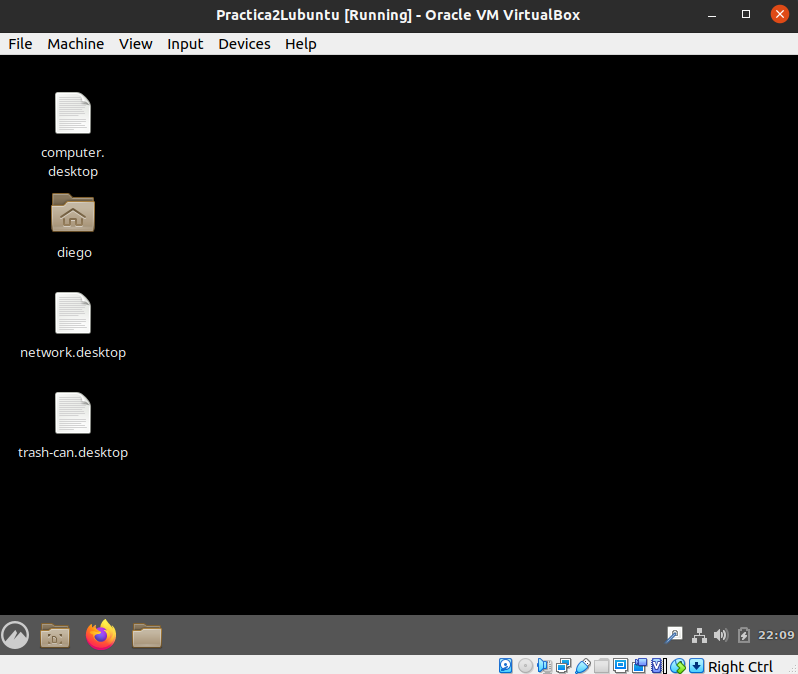 Practica2Lubuntu [Running] - Oracle VM VirtualBox
File Machine View Input Devices Help
computer.
desktop
diego
network.desktop
trash-can.desktop
22:09
Right Ctrl